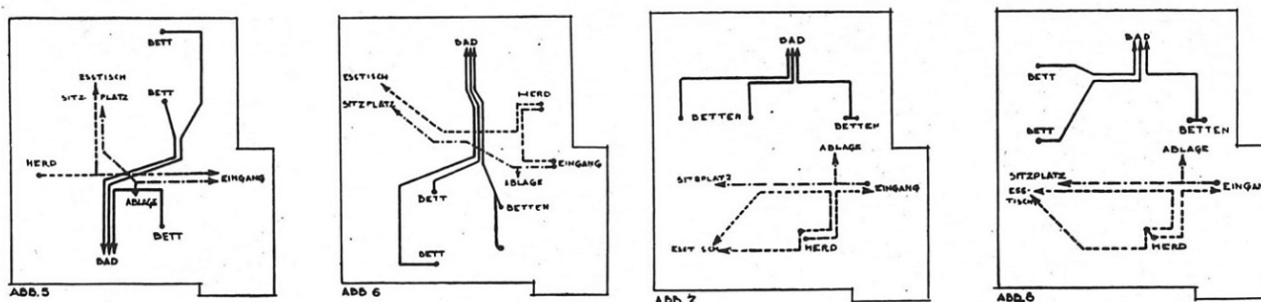 BETT
ESSTISCH
SITZ PLATZ
BETT
HERD
EINGANG
ABLAGE
BETT
BAD
ABB.5
BAD
ESSTISCH
SITZPLATZ
HERD
EINGANG
ABLAGE
BETT
BETTEN
BETT
ABB 6
BAD
BETTEN
BETTEN
ABLAGE
SITZPLATZ
EINGANG
HERD
ABB.7
BAD
BETT
BETT
BETTEN
ABLAGE
SITZPLATZ
ESS-
TISCH
EINGANG
HERD
ABB.8